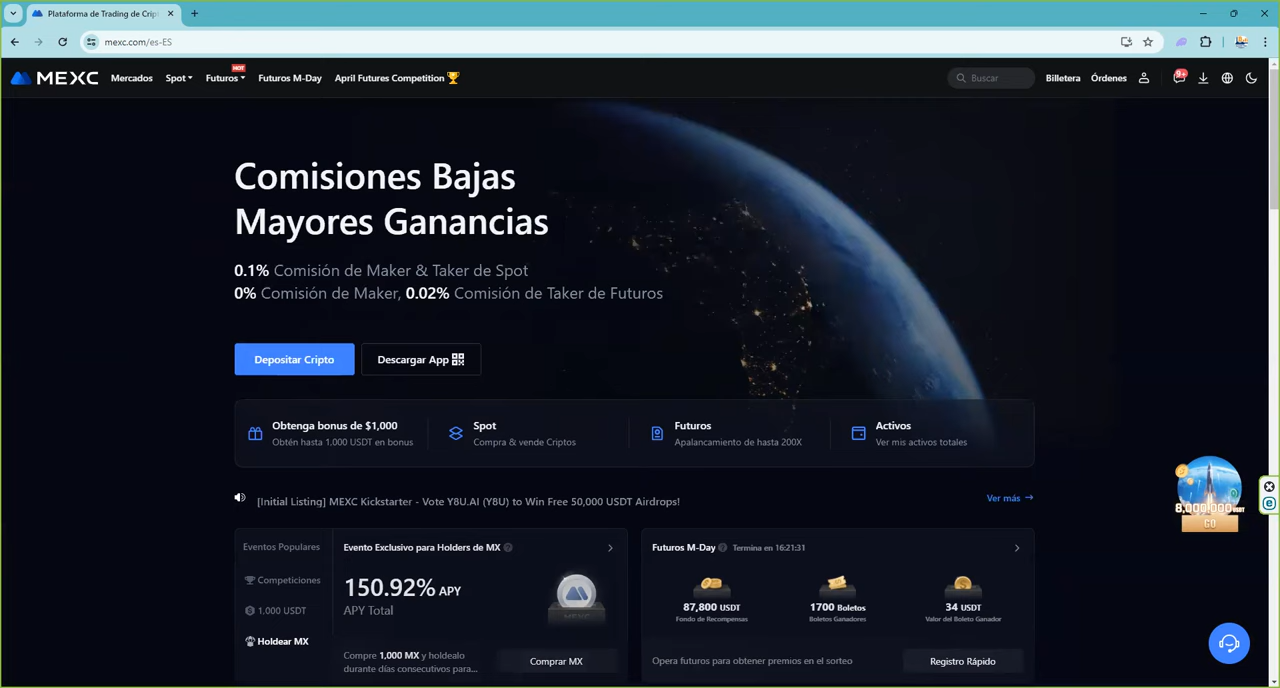 Plataforma de Trading de Crip
mexc.com/es-ES
MEXC Mercados Spot Futuros HOT Futuros M-Day April Futures Competition Buscar Billetera Órdenes 9+
Comisiones Bajas
Mayores Ganancias
0.1% Comisión de Maker & Taker de Spot
0% Comisión de Maker, 0.02% Comisión de Taker de Futuros
Depositar Cripto Descargar App
Obtenga bonus de $1,000
Obtén hasta 1.000 USDT en bonus
Spot
Compra & vende Criptos
Futuros
Apalancamiento de hasta 200X
Activos
Ver mis activos totales
[Initial Listing] MEXC Kickstarter - Vote Y8U.AI (Y8U) to Win Free 50,000 USDT Airdrops!
Ver más →
8,000,000 USDT
GO
Eventos Populares
Competiciones
1,000 USDT
Holdear MX
Evento Exclusivo para Holders de MX
150.92% APY
APY Total
MEXC
Compre 1,000 MX y holdealo
durante días consecutivos para...
Comprar MX
Futuros M-Day Termina en 16:21:31
87,800 USDT
Fondo de Recompensas
1700 Boletos
Boletos Ganadores
34 USDT
Valor del Boleto Ganador
Opera futuros para obtener premios en el sorteo
Registro Rápido